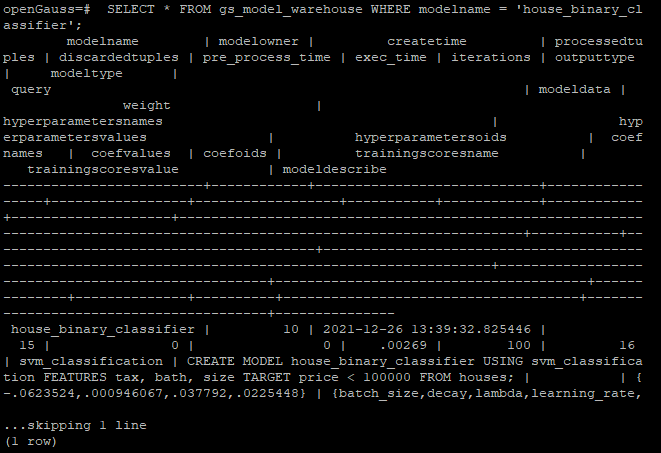 openGauss=#  SELECT * FROM gs_model_warehouse WHERE modelname = 'house_binary_cl
assifier';
        modelname        | modelowner |         createtime         | processedtu
ples | discardedtuples | pre_process_time | exec_time | iterations | outputtype
|     modeltype      |
 query                                                            | modeldata |
                weight                  |
hyperparametersnames                                          |               hyp
erparametersvalues               |          hyperparametersoids          |  coef
names   |  coefvalues  | coefoids |         trainingscoresname          |
   trainingscoresvalue           | modeldescribe
-------------------------+------------+----------------------------+------------
-----+-----------------+------------------+-----------+------------+------------
+--------------------+----------------------------------------------------------
------------------------------------------------------------------+-----------+--
----------------------------------------+---------------------------------------
--------------------------------------------------------------+-----------------
---------------------------------+---------------------------------------+------
--------+--------------+----------+-------------------------------------+-------
---------------------------------+---------------
 house_binary_classifier |         10 | 2021-12-26 13:39:32.825446 |
  15 |               0 |                0 |    .00269 |        100 |         16
| svm_classification | CREATE MODEL house_binary_classifier USING svm_classifica
tion FEATURES tax, bath, size TARGET price < 100000 FROM houses; |           | {
-.0623524,.000946067,.037792,.0225448} | {batch_size,decay,lambda,learning_rate,
...skipping 1 line
(1 row)